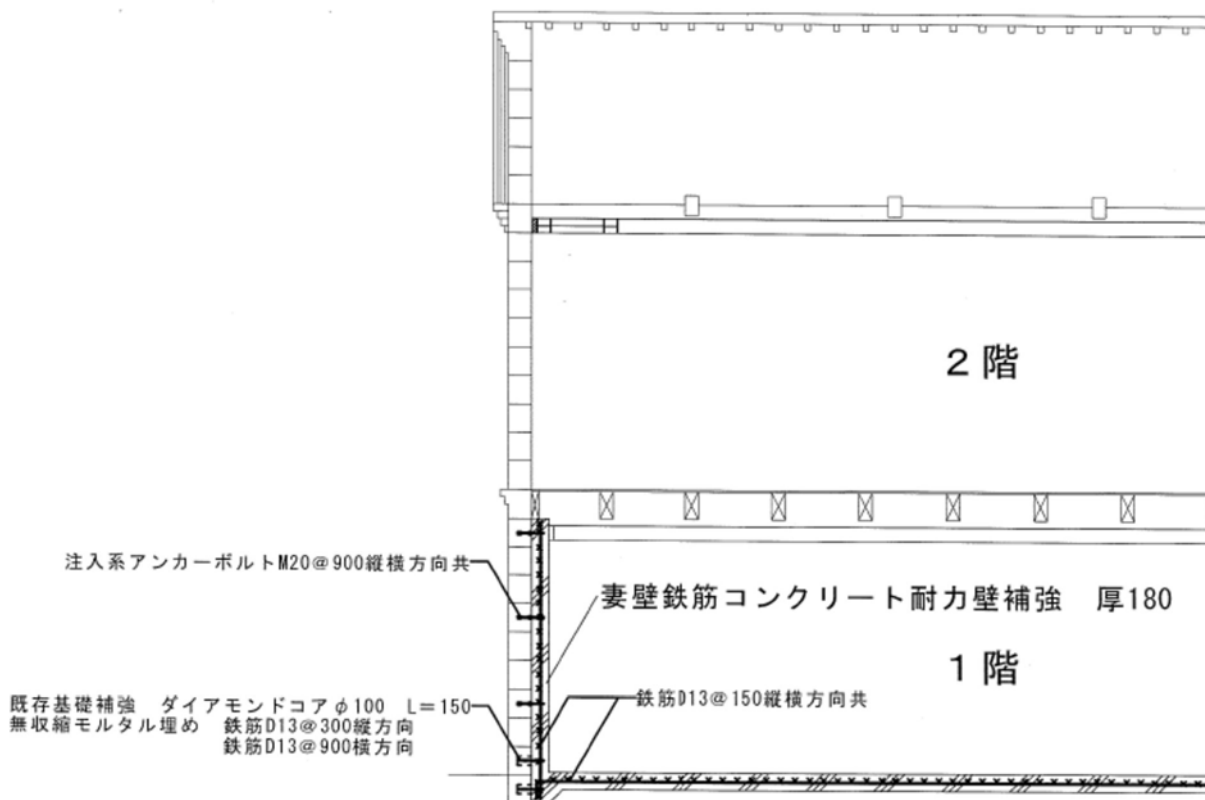 2階
注入系アンカーボルトM20@900縦横方向共
妻壁鉄筋コンクリート耐力壁補強　厚180
1階
既存基礎補強　ダイアモンドコアφ100　L=150
鉄筋D13@150縦横方向共
無収縮モルタル埋め　鉄筋D13@300縦方向
鉄筋D13@900横方向